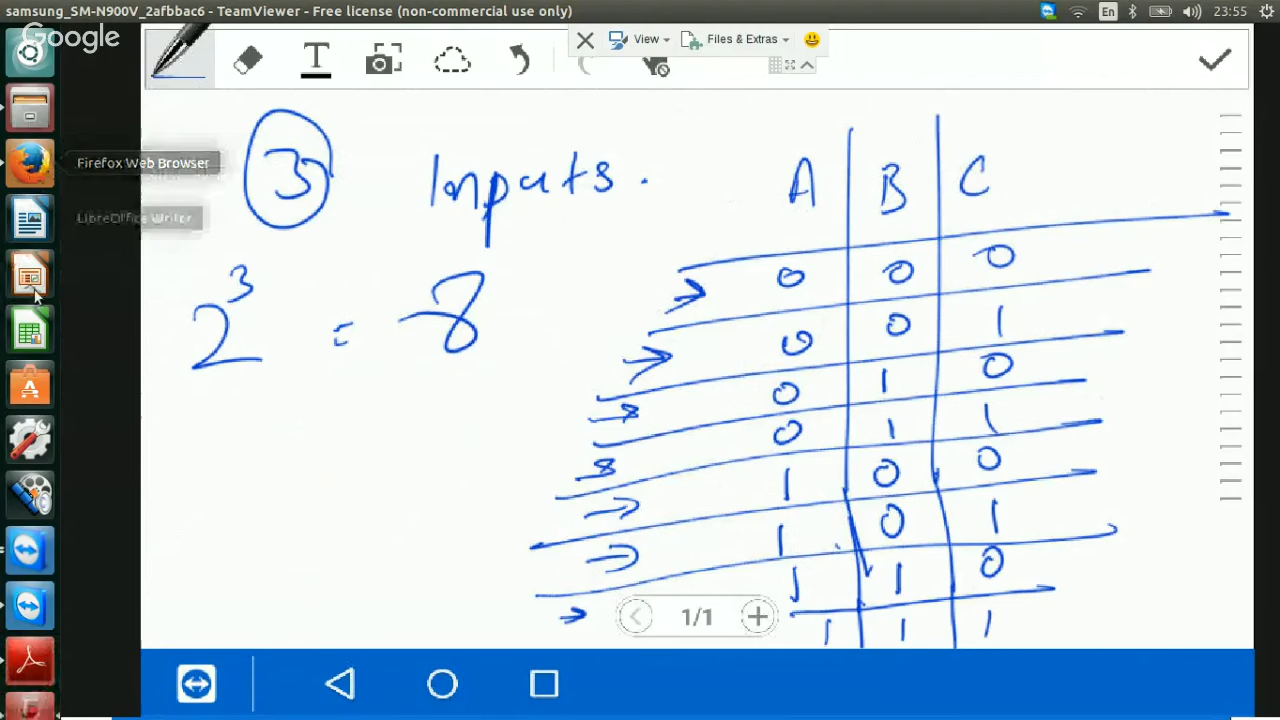 samsung_SM-N900V_2afbbac6 - TeamViewer - Free license (non-commercial use only)
En
23:55
Google
View
Files & Extras
T
Firefox Web Browser
LibreOffice Writer
3 Inputs.
2³ = 8
A B C
0 0 0
0 0 1
0 1 0
0 1 1
1 0 0
1 0 1
1 1 0
1 1 1
1/1